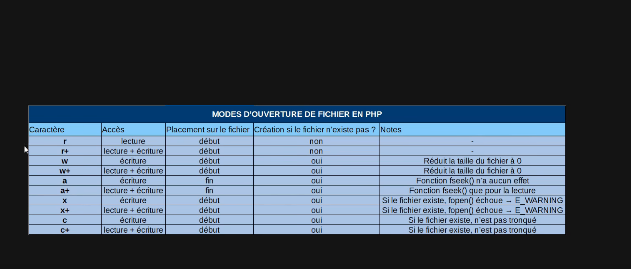 MODES D'OUVERTURE DE FICHIER EN PHP
Caractère Accès Placement sur le fichier Création si le fichier n'existe pas ? Notes
r lecture début non -
r+ lecture + écriture début non -
w écriture début oui Réduit la taille du fichier à 0
w+ lecture + écriture début oui Réduit la taille du fichier à 0
a écriture fin oui Fonction fseek() n'a aucun effet
a+ lecture + écriture fin oui Fonction fseek() que pour la lecture
x écriture début oui Si le fichier existe, fopen() échoue → E_WARNING
x+ lecture + écriture début oui Si le fichier existe, fopen() échoue → E_WARNING
c écriture début oui Si le fichier existe, n'est pas tronqué
c+ lecture + écriture début oui Si le fichier existe, n'est pas tronqué